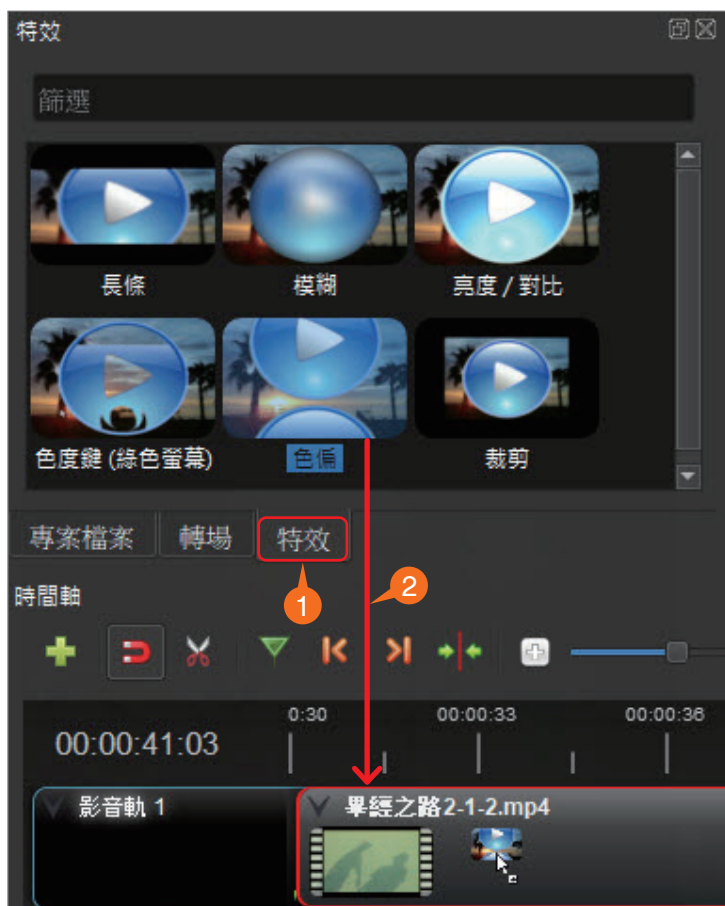 特效
篩選
長條 模糊 亮度 / 對比
色度鍵 (綠色螢幕) 色偏 裁剪
專案檔案 轉場 特效
1
2
時間軸
0:30 00:00:33 00:00:36
00:00:41:03
影音軌 1 畢經之路2-1-2.mp4